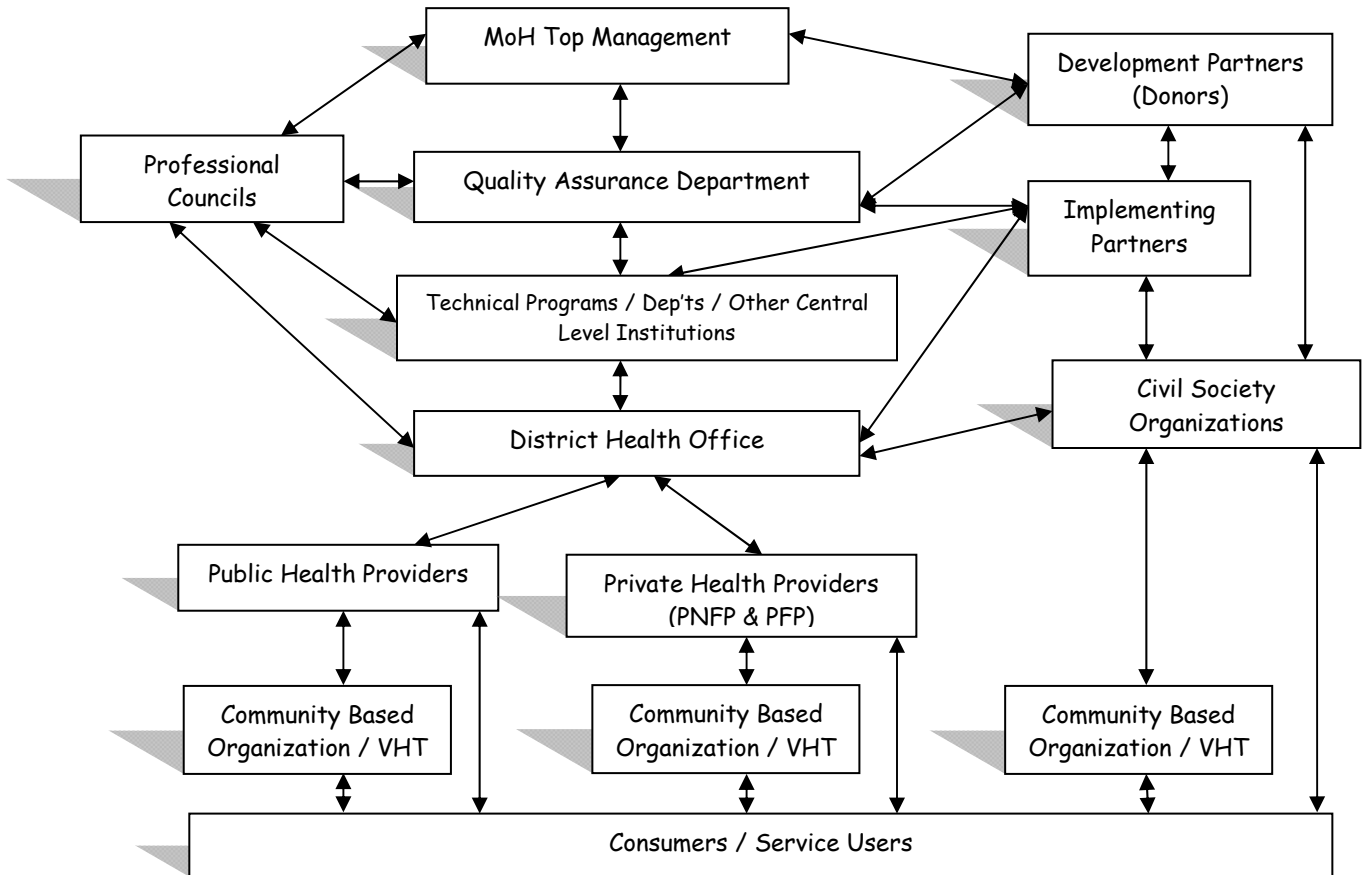 MoH Top Management
Development Partners
(Donors)
Professional
Councils
Quality Assurance Department
Implementing
Partners
Technical Programs / Dep'ts / Other Central
Level Institutions
Civil Society
Organizations
District Health Office
Public Health Providers
Private Health Providers
(PNFP & PFP)
Community Based
Organization / VHT
Community Based
Organization / VHT
Community Based
Organization / VHT
Consumers / Service Users